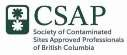 CSAP
Society of Contaminated
Sites Approved Professionals
of British Columbia